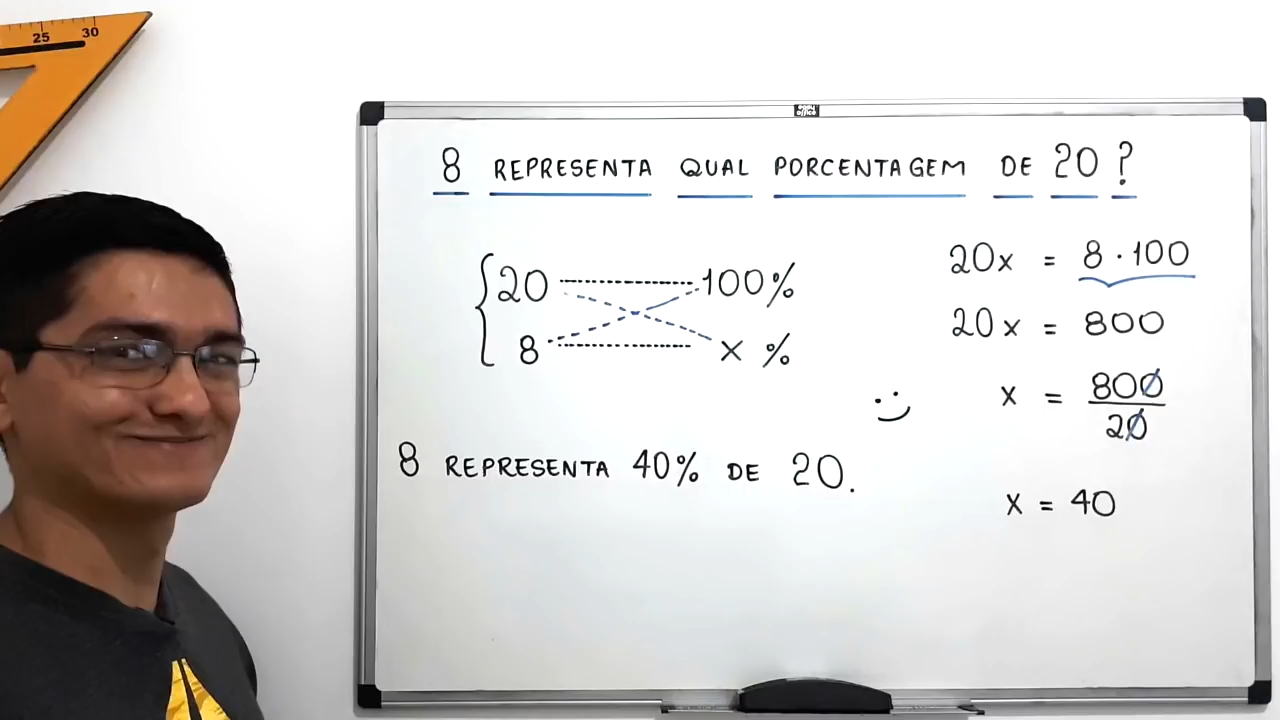 25 30
8 REPRESENTA QUAL PORCENTAGEM DE 20 ?
20 100%
8 x %
20x = 8 · 100
20x = 800
x = 800/20
x = 40
8 REPRESENTA 40% DE 20.